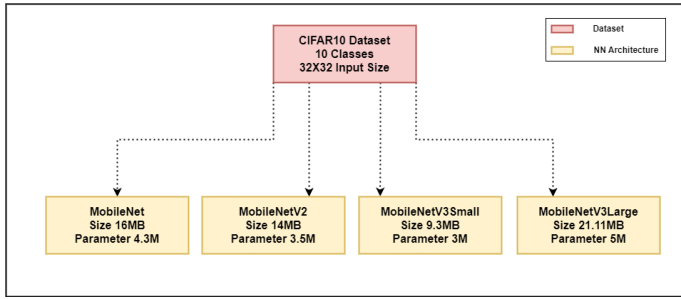 CIFAR10 Dataset
10 Classes
32X32 Input Size
Dataset
NN Architecture
MobileNet
Size 16MB
Parameter 4.3M
MobileNetV2
Size 14MB
Parameter 3.5M
MobileNetV3Small
Size 9.3MB
Parameter 3M
MobileNetV3Large
Size 21.11MB
Parameter 5M